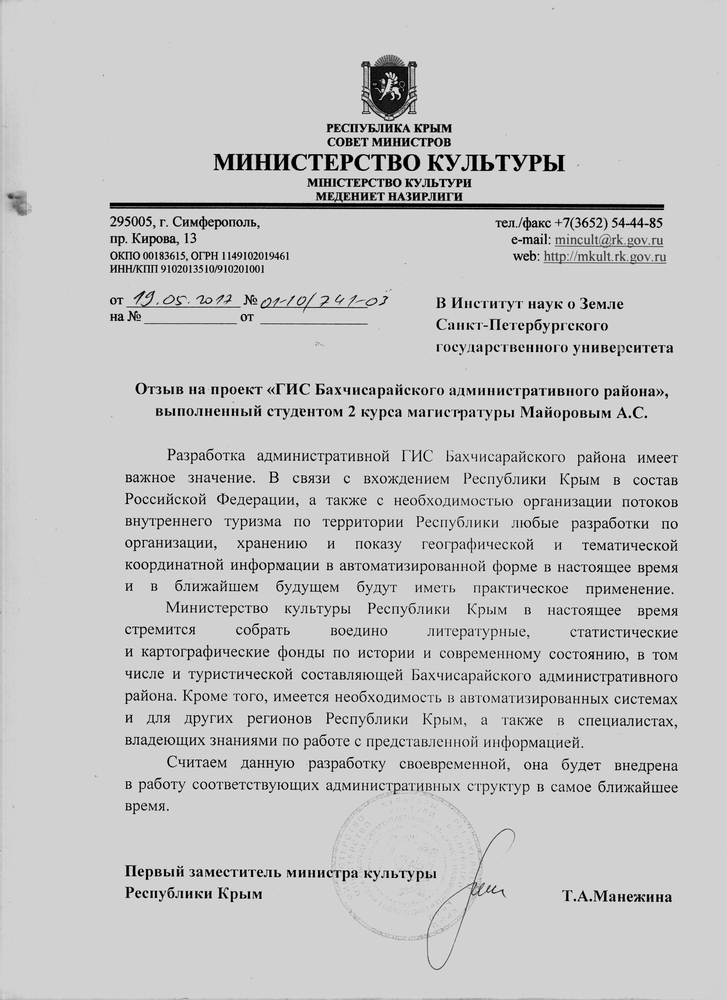 РЕСПУБЛИКА КРЫМ
СОВЕТ МИНИСТРОВ
МИНИСТЕРСТВО КУЛЬТУРЫ
МІНІСТЕРСТВО КУЛЬТУРИ
МЕДЕНИЕТ НАЗИРЛИГИ
295005, г. Симферополь,
пр. Кирова, 13
ОКПО 00183615, ОГРН 1149102019461
ИНН/КПП 9102013510/910201001
тел./факс +7(3652) 54-44-85
e-mail: mincult@rk.gov.ru
web: http://mkult.rk.gov.ru
от 19.05.2017 № 01-10/741-03
на № от
В Институт наук о Земле
Санкт-Петербургского
государственного университета
Отзыв на проект «ГИС Бахчисарайского административного района»,
выполненный студентом 2 курса магистратуры Майоровым А.С.
Разработка административной ГИС Бахчисарайского района имеет
важное значение. В связи с вхождением Республики Крым в состав
Российской Федерации, а также с необходимостью организации потоков
внутреннего туризма по территории Республики любые разработки по
организации, хранению и показу географической и тематической
координатной информации в автоматизированной форме в настоящее время
и в ближайшем будущем будут иметь практическое применение.
Министерство культуры Республики Крым в настоящее время
стремится собрать воедино литературные, статистические
и картографические фонды по истории и современному состоянию, в том
числе и туристической составляющей Бахчисарайского административного
района. Кроме того, имеется необходимость в автоматизированных системах
и для других регионов Республики Крым, а также в специалистах,
владеющих знаниями по работе с представленной информацией.
Считаем данную разработку своевременной, она будет внедрена
в работу соответствующих административных структур в самое ближайшее
время.
МИНИСТЕРСТВО КУЛЬТУРЫ РЕСПУБЛИКИ КРЫМ
МІНІСТЕРСТВО КУЛЬТУРИ РЕСПУБЛІКИ КРИМ
Первый заместитель министра культуры
Республики Крым
Т.А.Манежина